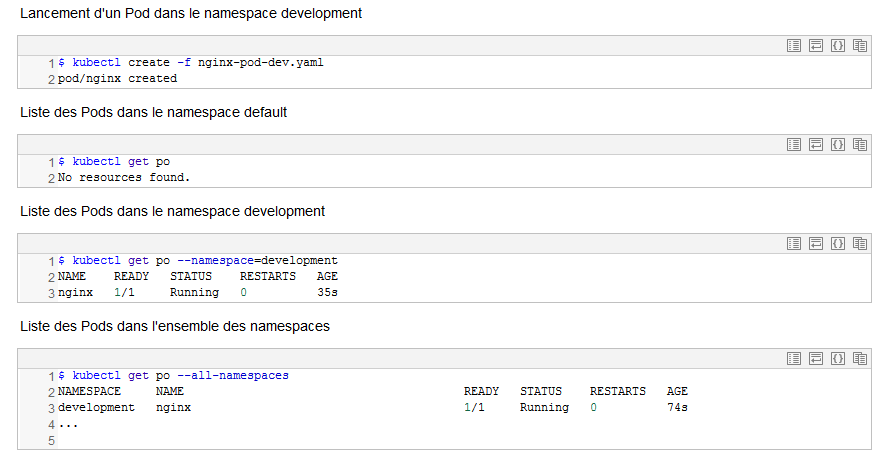 Lancement d'un Pod dans le namespace development
1 $ kubectl create -f nginx-pod-dev.yaml
2 pod/nginx created
Liste des Pods dans le namespace default
1 $ kubectl get po
2 No resources found.
Liste des Pods dans le namespace development
1 $ kubectl get po --namespace=development
2 NAME    READY   STATUS    RESTARTS   AGE
3 nginx   1/1     Running   0          35s
Liste des Pods dans l'ensemble des namespaces
1 $ kubectl get po --all-namespaces
2 NAMESPACE     NAME                                        READY   STATUS    RESTARTS   AGE
3 development   nginx                                       1/1     Running   0          74s
4 ...
5